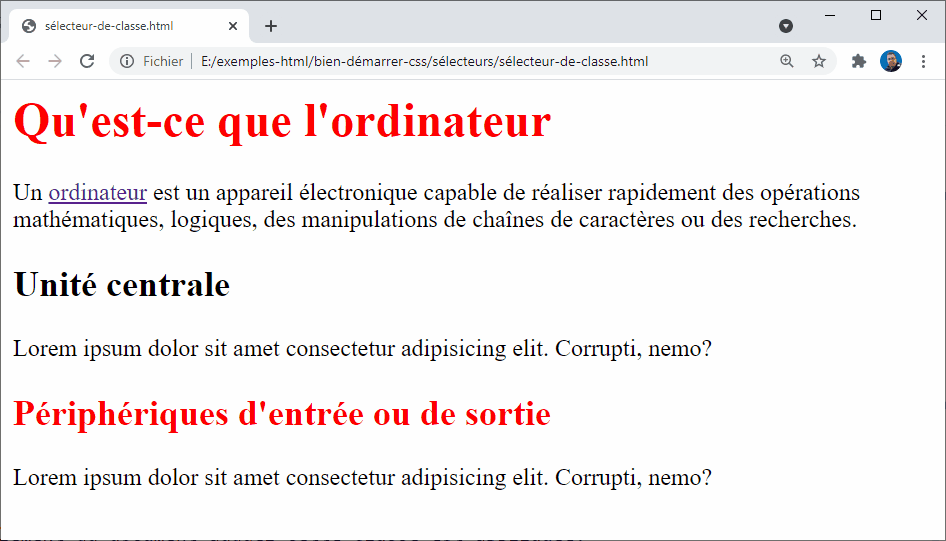 sélecteur-de-classe.html
Fichier E:/exemples-html/bien-démarrer-css/sélecteurs/sélecteur-de-classe.html
Qu'est-ce que l'ordinateur
Un ordinateur est un appareil électronique capable de réaliser rapidement des opérations
mathématiques, logiques, des manipulations de chaînes de caractères ou des recherches.
Unité centrale
Lorem ipsum dolor sit amet consectetur adipisicing elit. Corrupti, nemo?
Périphériques d'entrée ou de sortie
Lorem ipsum dolor sit amet consectetur adipisicing elit. Corrupti, nemo?